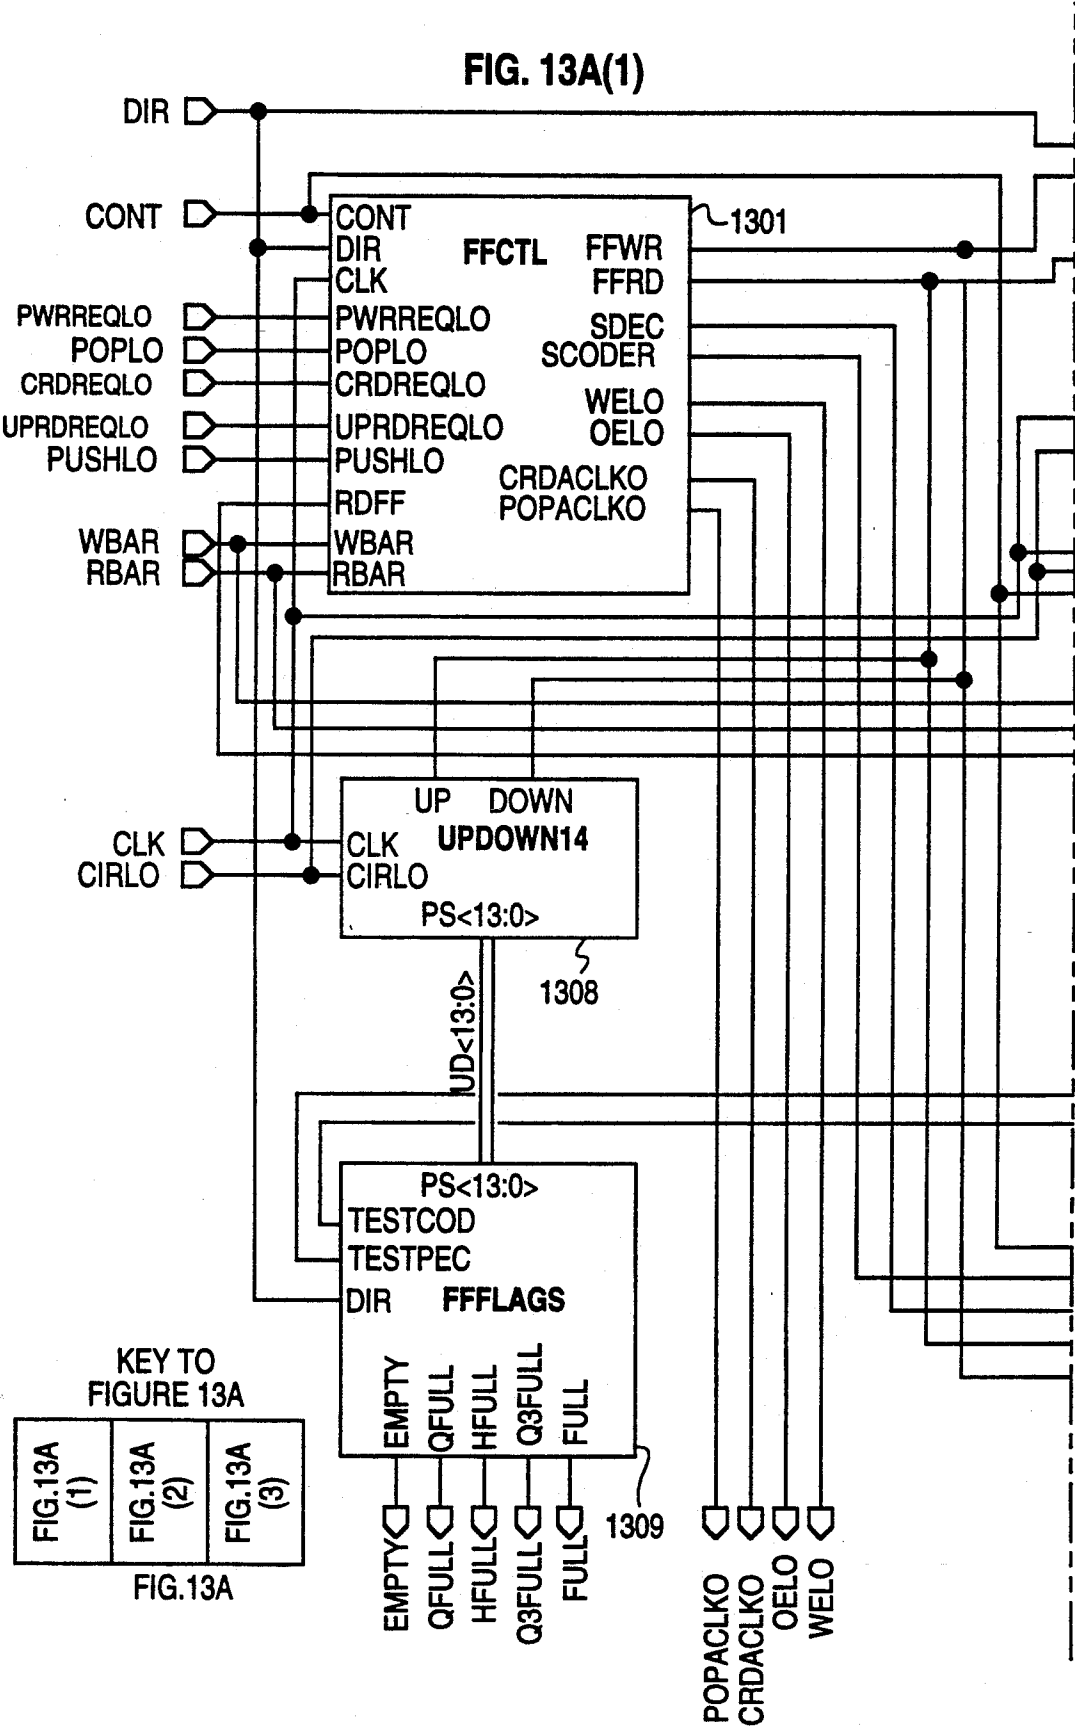 FIG. 13A(1)
DIR
CONT
PWRREQLO
POPLO
CRDREQLO
UPRDREQLO
PUSHLO
WBAR
RBAR
CONT
DIR
CLK
PWRREQLO
POPLO
CRDREQLO
UPRDREQLO
PUSHLO
RDFF
WBAR
RBAR
FFCTL
FFWR
FFRD
SDEC
SCODER
WELO
OELO
CRDACLKO
POPACLKO
1301
CLK
CIRLO
UP DOWN
UPDOWN14
CLK
CIRLO
PS<13:0>
1308
UD<13:0>
PS<13:0>
TESTCOD
TESTPEC
DIR
FFFLAGS
EMPTY
QFULL
HFULL
Q3FULL
FULL
1309
EMPTY
QFULL
HFULL
Q3FULL
FULL
POPACLKO
CRDACLKO
OELO
WELO
KEY TO
FIGURE 13A
FIG.13A
(1)
FIG.13A
(2)
FIG.13A
(3)
FIG.13A